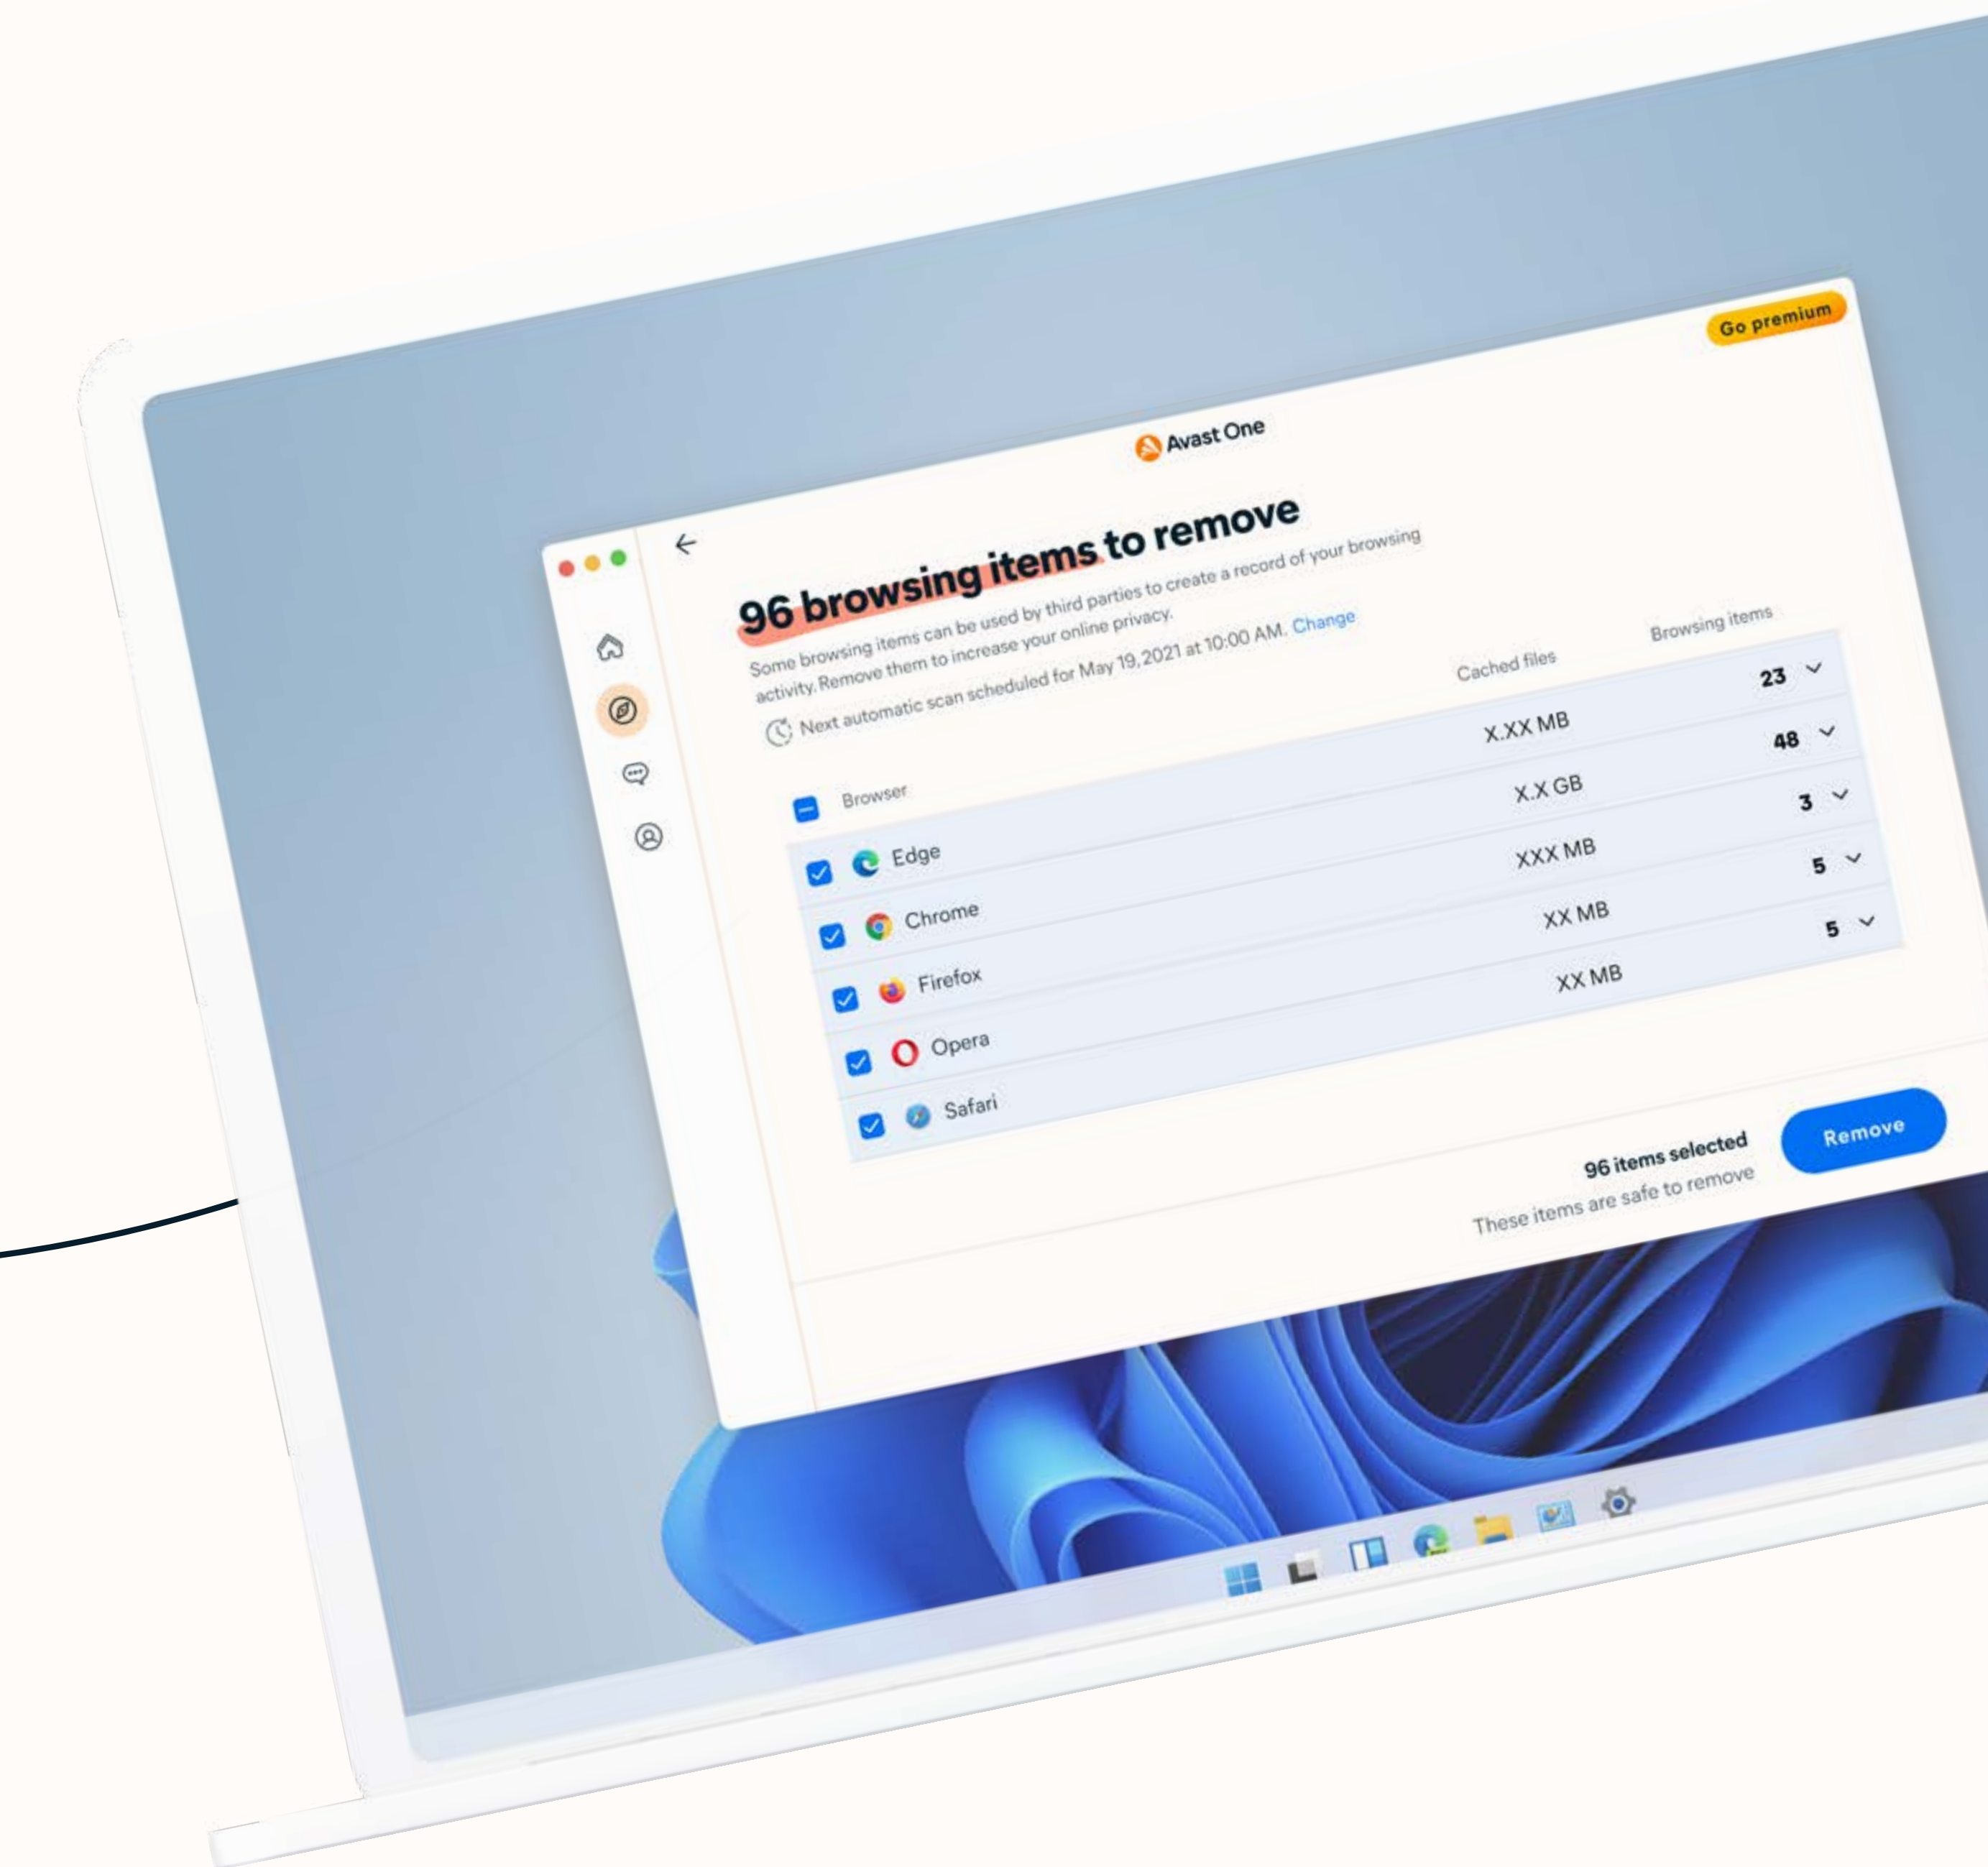 Go premium
Avast One
96 browsing items to remove
Some browsing items can be used by third parties to create a record of your browsing
activity. Remove them to increase your online privacy.
Next automatic scan scheduled for May 19, 2021 at 10:00 AM. Change
Browser Cached files Browsing items
Edge X.XX MB 23
Chrome X.X GB 48
Firefox XXX MB 3
Opera XX MB 5
Safari XX MB 5
96 items selected
These items are safe to remove
Remove